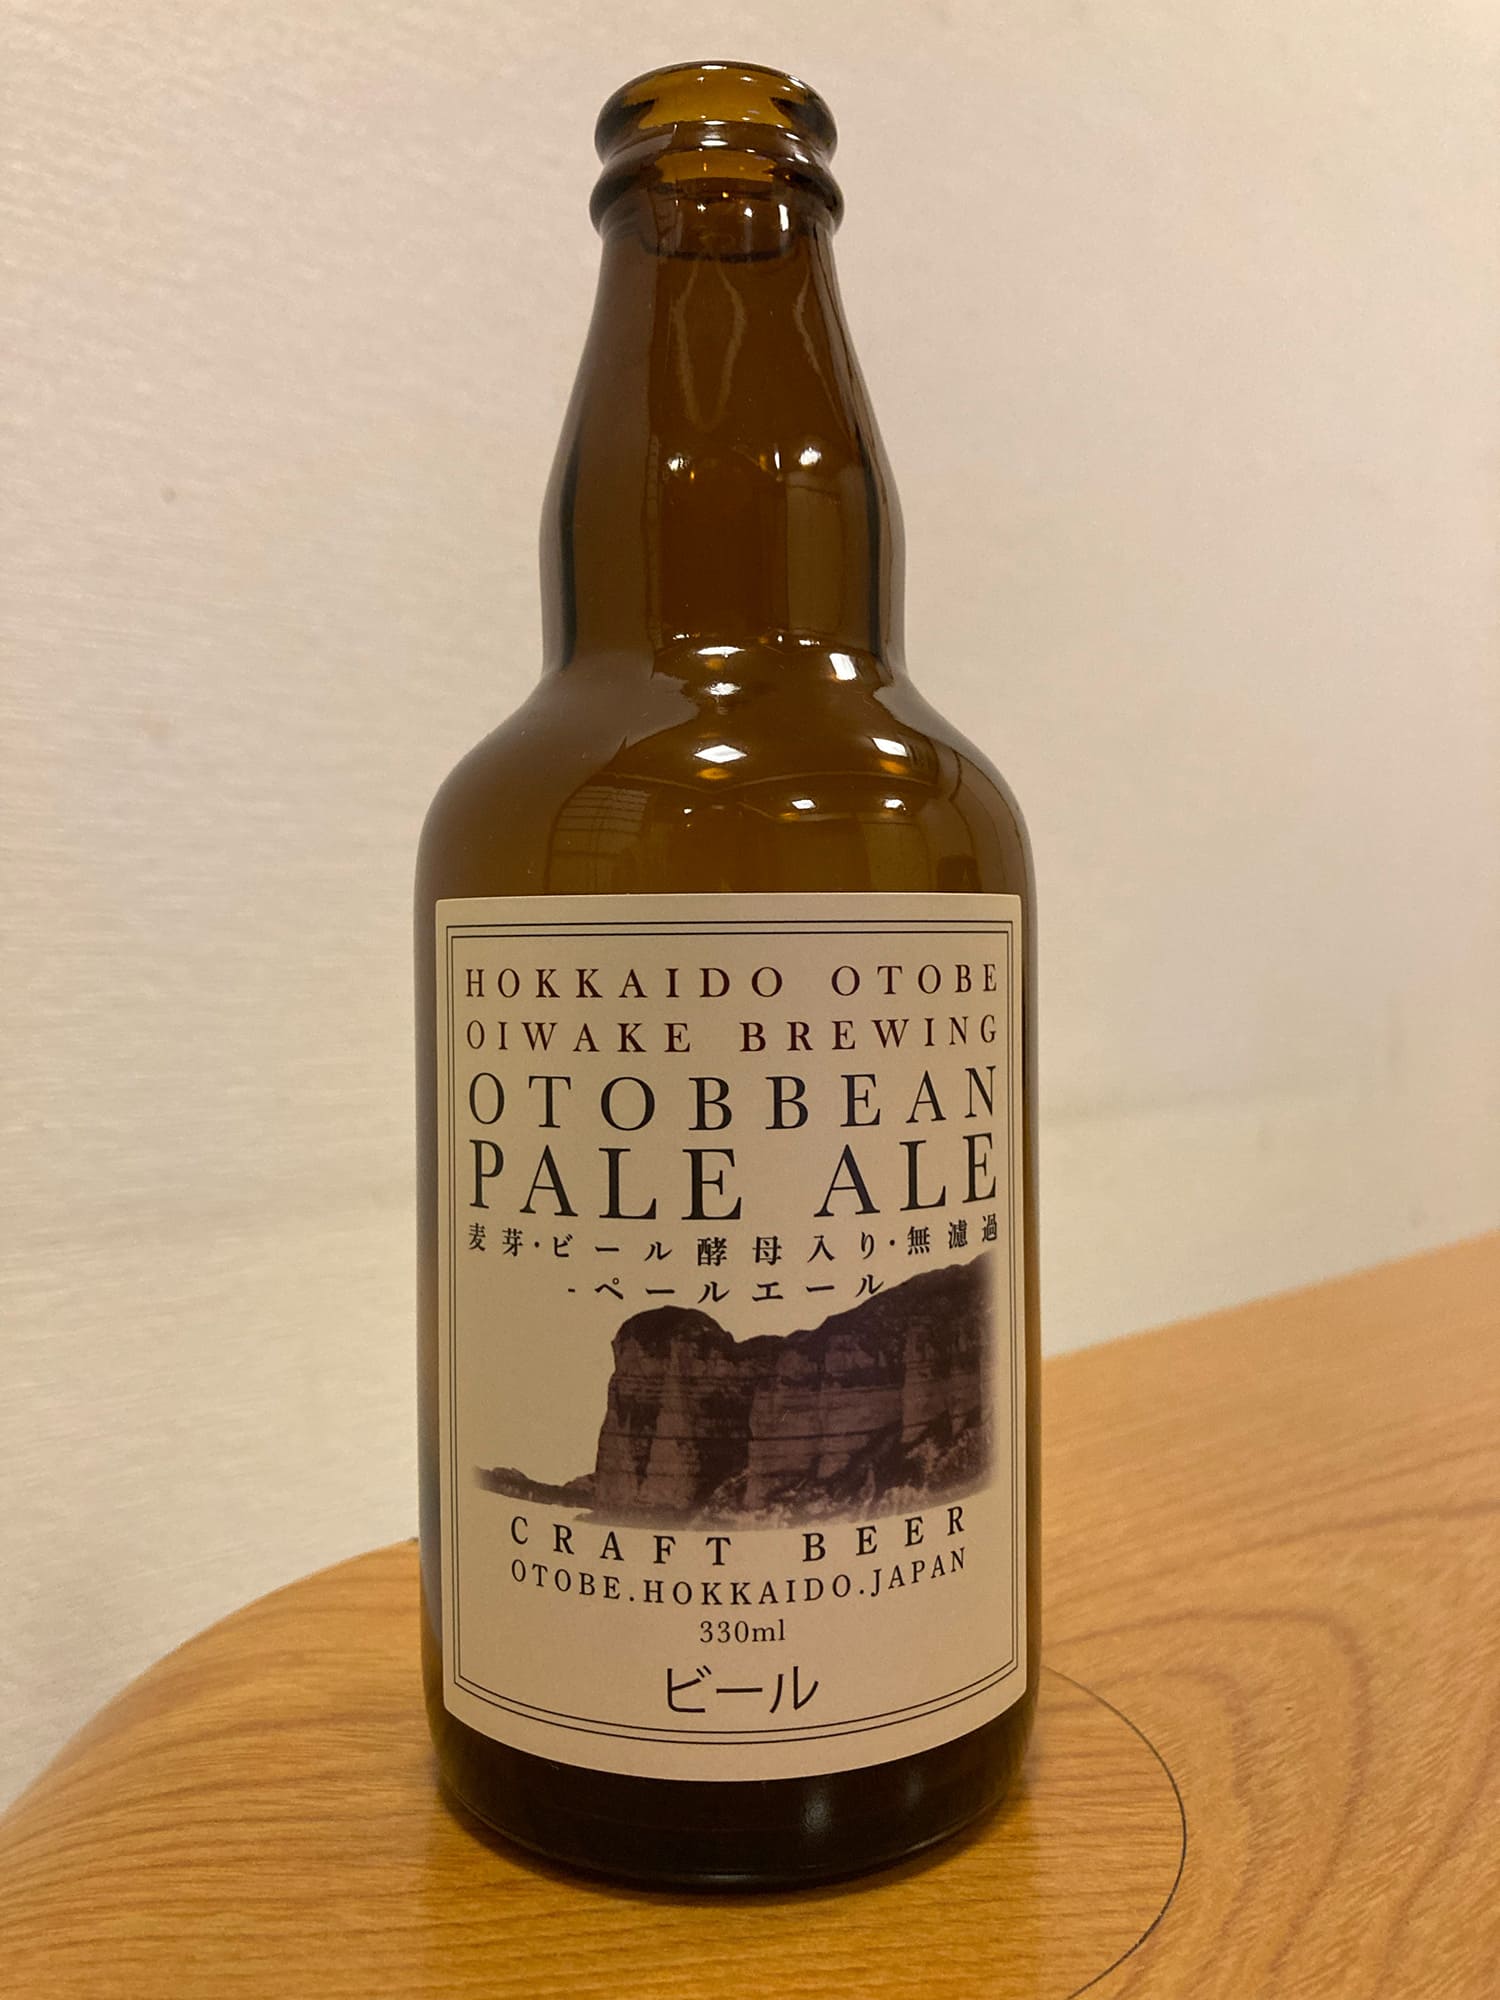 HOKKAIDO OTOBE
OIWAKE BREWING
OTOBBEAN
PALE ALE
麦芽・ビール酵母入り・無濾過
-ペールエール
CRAFT BEER
OTOBE.HOKKAIDO.JAPAN
330ml
ビール